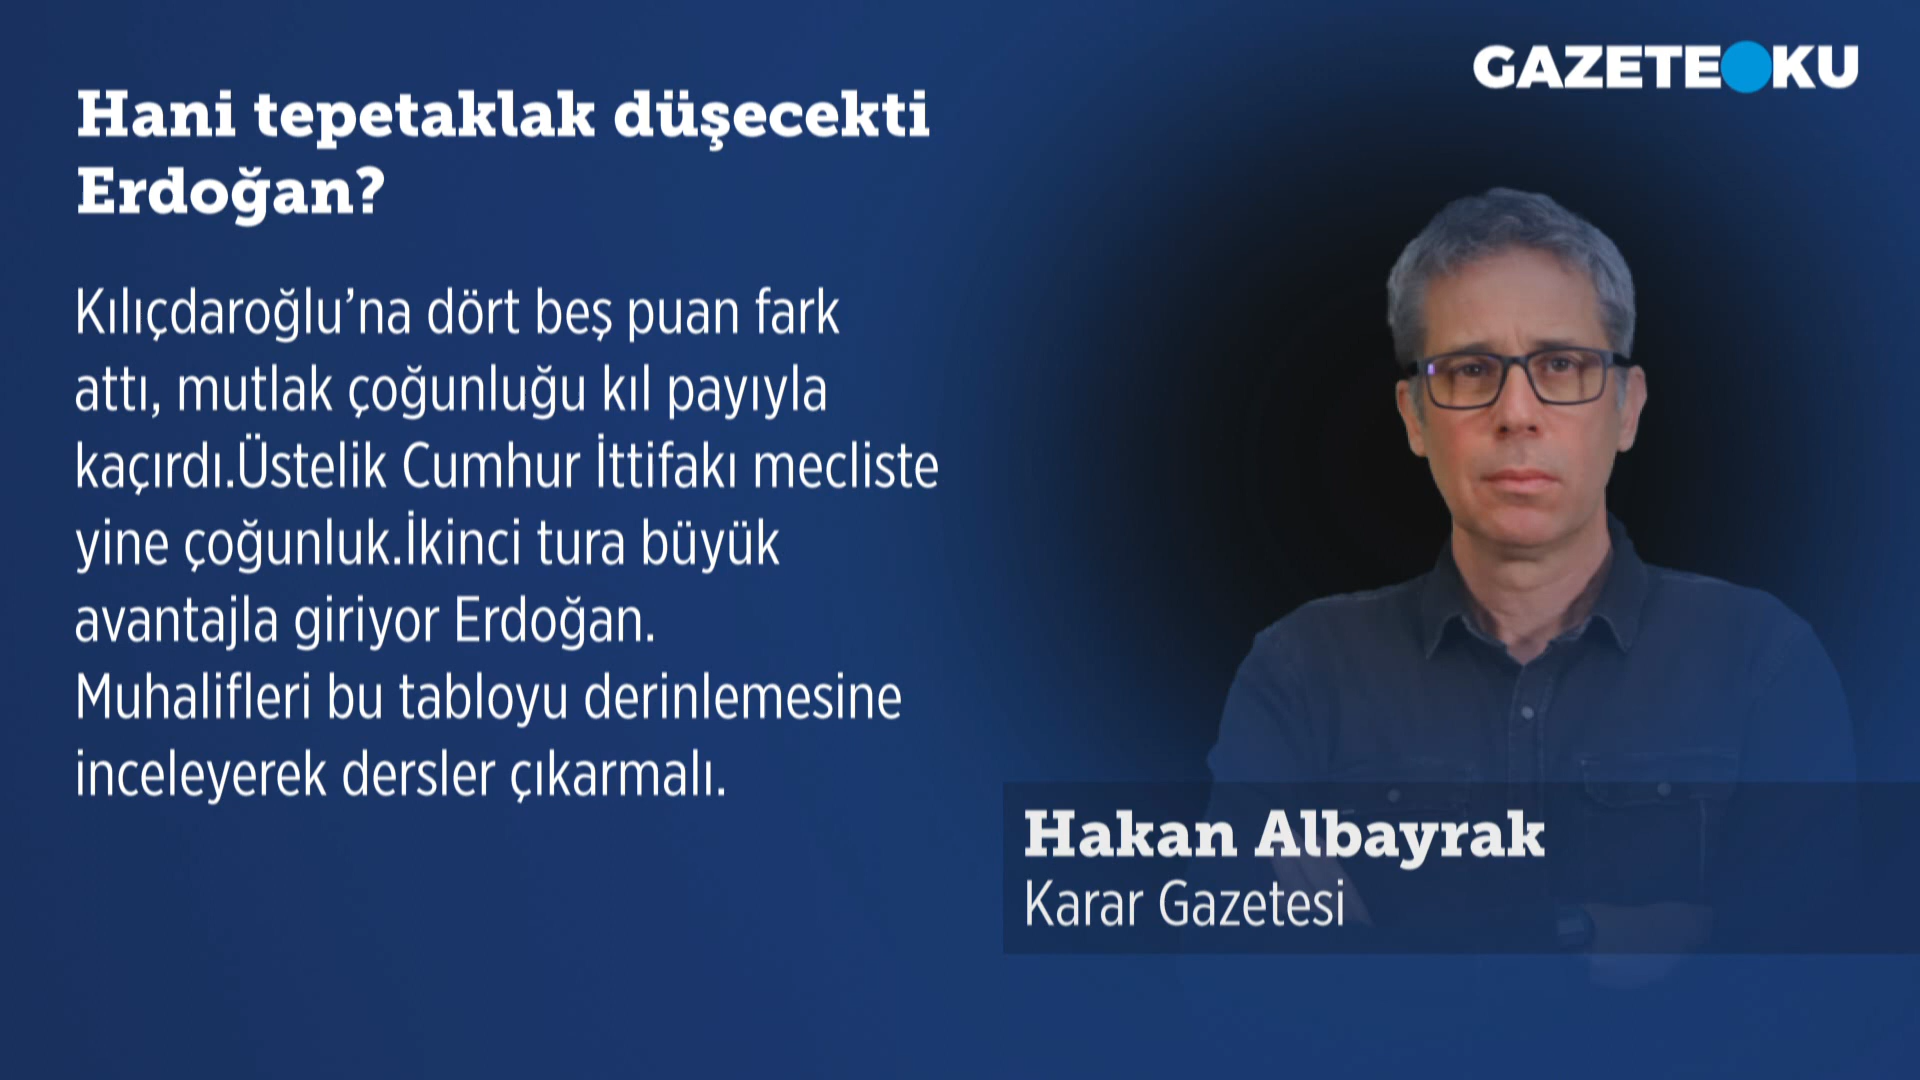 GAZETEOKU
Hani tepetaklak düşecekti
Erdoğan?
Kılıçdaroğlu’na dört beş puan fark
attı, mutlak çoğunluğu kıl payıyla
kaçırdı.Üstelik Cumhur İttifakı mecliste
yine çoğunluk.İkinci tura büyük
avantajla giriyor Erdoğan.
Muhalifleri bu tabloyu derinlemesine
inceleyerek dersler çıkarmalı.
Hakan Albayrak
Karar Gazetesi